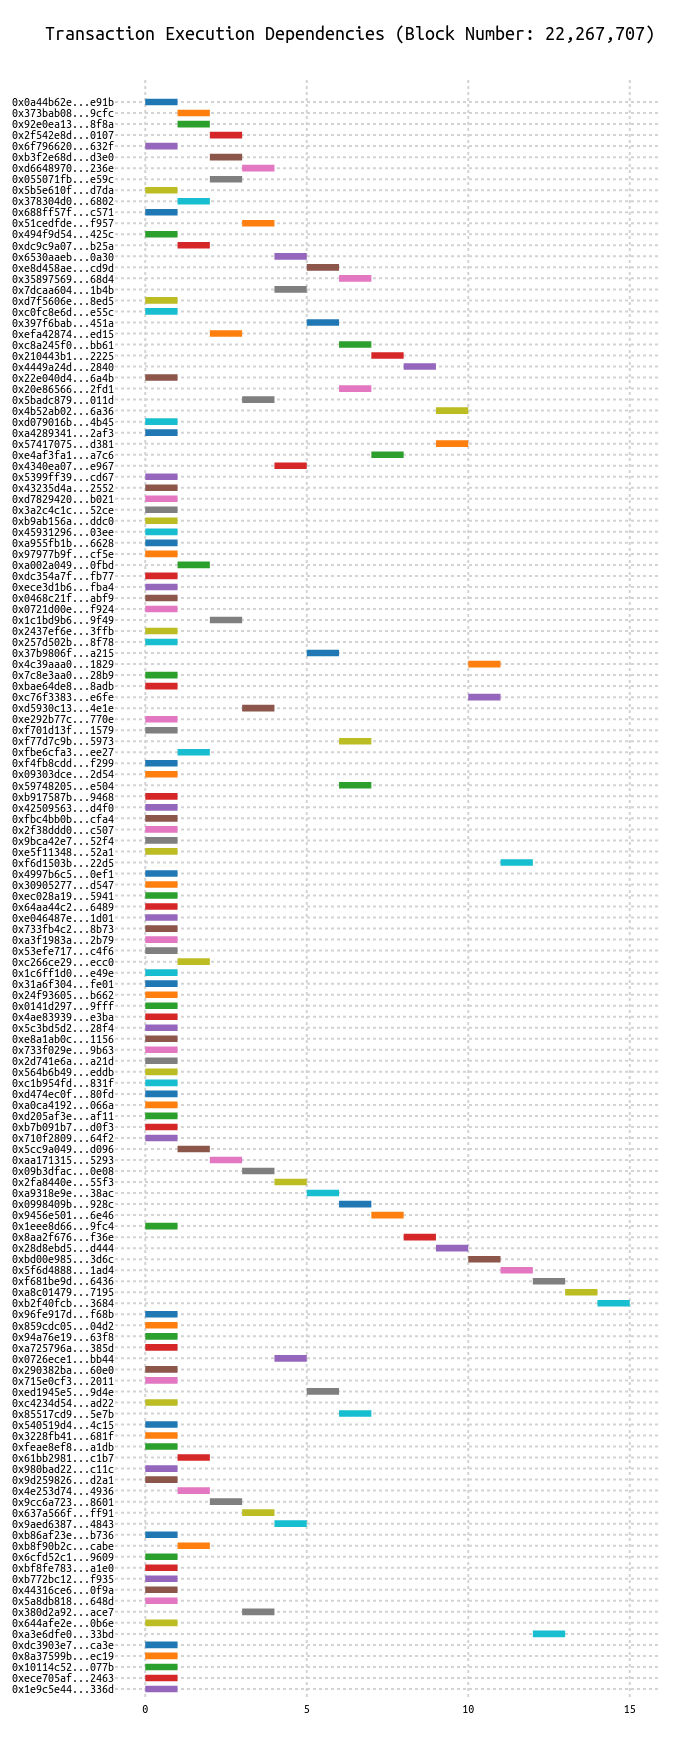 Transaction Execution Dependencies (Block Number: 22,267,707)
0x0a44b62e...e91b
0x373bab08...9cfc
0x92e0ea13...8f8a
0x2f542e8d...0107
0x6f796620...632f
0xb3f2e68d...d3e0
0xd6648970...236e
0x055071fb...e59c
0x5b5e610f...d7da
0x378304d0...6802
0x688ff57f...c571
0x51cedfde...f957
0x494f9d54...425c
0xdc9c9a07...b25a
0x6530aaeb...0a30
0xe8d458ae...cd9d
0x35897569...68d4
0x7dcaa604...1b4b
0xd7f5606e...8ed5
0xc0fc8e6d...e55c
0x397f6bab...451a
0xefa42874...ed15
0xc8a245f0...bb61
0x210443b1...2225
0x4449a24d...2840
0x22e040d4...6a4b
0x20e86566...2fd1
0x5badc879...011d
0x4b52ab02...6a36
0xd079016b...4b45
0xa4289341...2af3
0x57417075...d381
0xe4af3fa1...a7c6
0x4340ea07...e967
0x5399ff39...cd67
0x43235d4a...2552
0xd7829420...b021
0x3a2c4c1c...52ce
0xb9ab156a...ddc0
0x45931296...03ee
0xa955fb1b...6628
0x97977b9f...cf5e
0xa002a049...0fbd
0xdc354a7f...fb77
0xece3d1b6...fba4
0x0468c21f...abf9
0x0721d00e...f924
0x1c1bd9b6...9f49
0x2437ef6e...3ffb
0x257d502b...8f78
0x37b9806f...a215
0x4c39aaa0...1829
0x7c8e3aa0...28b9
0xbae64de8...8adb
0xc76f3383...e6fe
0xd5930c13...4e1e
0xe292b77c...770e
0xf701d13f...1579
0xf77d7c9b...5973
0xfbe6cfa3...ee27
0xf4fb8cdd...f299
0x09303dce...2d54
0x59748205...e504
0xb917587b...9468
0x42509563...d4f0
0xfbc4bb0b...cfa4
0x2f38ddd0...c507
0x9bca42e7...52f4
0xe5f11348...52a1
0xf6d1503b...22d5
0x4997b6c5...0ef1
0x30905277...d547
0xec028a19...5941
0x64aa44c2...6489
0xe046487e...1d01
0x733fb4c2...8b73
0xa3f1983a...2b79
0x53efe717...c4f6
0xc266ce29...ecc0
0x1c6ff1d0...e49e
0x31a6f304...fe01
0x24f93605...b662
0x0141d297...9fff
0x4ae83939...e3ba
0x5c3bd5d2...28f4
0xe8a1ab0c...1156
0x733f029e...9b63
0x2d741e6a...a21d
0x564b6b49...eddb
0xc1b954fd...831f
0xd474ec0f...80fd
0xa0ca4192...066a
0xd205af3e...af11
0xb7b091b7...d0f3
0x710f2809...64f2
0x5cc9a049...d096
0xaa171315...5293
0x09b3dfac...0e08
0x2fa8440e...55f3
0xa9318e9e...38ac
0x0998409b...928c
0x9456e501...6e46
0x1eee8d66...9fc4
0x8aa2f676...f36e
0x28d8ebd5...d444
0xbd00e985...3d6c
0x5f6d4888...1ad4
0xf681be9d...6436
0xa8c01479...7195
0xb2f40fcb...3684
0x96fe917d...f68b
0x859cdc05...04d2
0x94a76e19...63f8
0xa725796a...385d
0x0726ece1...bb44
0x290382ba...60e0
0x715e0cf3...2011
0xed1945e5...9d4e
0xc4234d54...ad22
0x85517cd9...5e7b
0x540519d4...4c15
0x3228fb41...681f
0xfeae8ef8...a1db
0x61bb2981...c1b7
0x980bad22...c11c
0x9d259826...d2a1
0x4e253d74...4936
0x9cc6a723...8601
0x637a566f...ff91
0x9aed6387...4843
0xb86af23e...b736
0xb8f90b2c...cabe
0x6cfd52c1...9609
0xbf8fe783...a1e0
0xb772bc12...f935
0x44316ce6...0f9a
0x5a8db818...648d
0x380d2a92...ace7
0x644afe2e...0b6e
0xa3e6dfe0...33bd
0xdc3903e7...ca3e
0x8a37599b...ec19
0x10114c52...077b
0xece705af...2463
0x1e9c5e44...336d
0 5 10 15